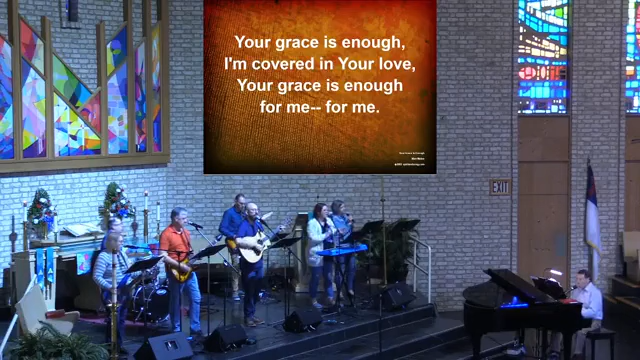 Your grace is enough,
I'm covered in Your love,
Your grace is enough
for me-- for me.
EXIT